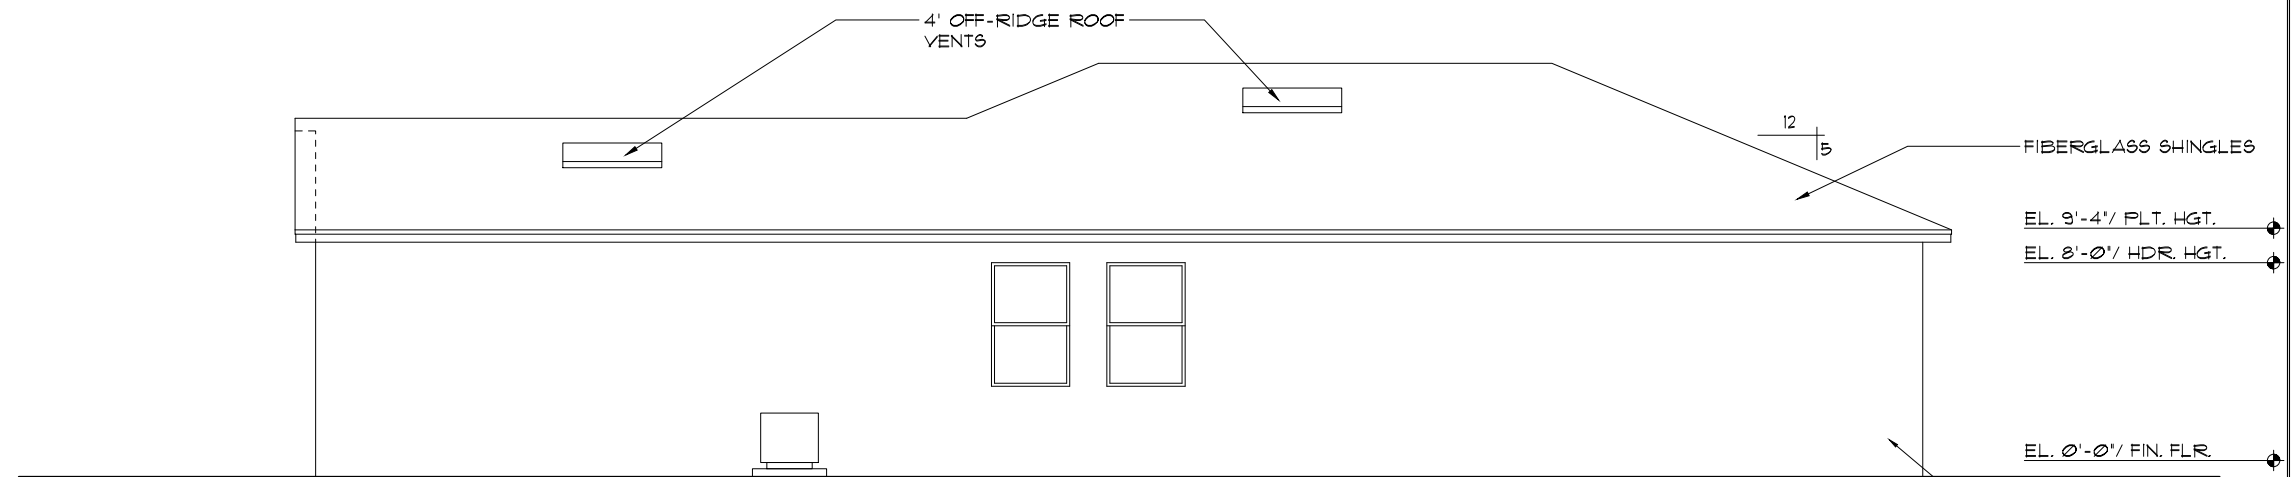 4' OFF-RIDGE ROOF
VENTS
12
5
FIBERGLASS SHINGLES
EL. 9'-4"/ PLT. HGT.
EL. 8'-0"/ HDR. HGT.
EL. 0'-0"/ FIN. FLR.